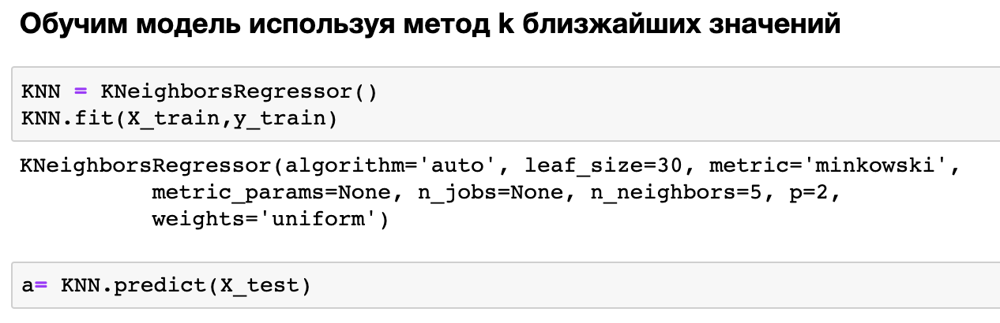 Обучим модель используя метод k близжайших значений
KNN = KNeighborsRegressor()
KNN.fit(X_train,y_train)
KNeighborsRegressor(algorithm='auto', leaf_size=30, metric='minkowski',
metric_params=None, n_jobs=None, n_neighbors=5, p=2,
weights='uniform')
a= KNN.predict(X_test)